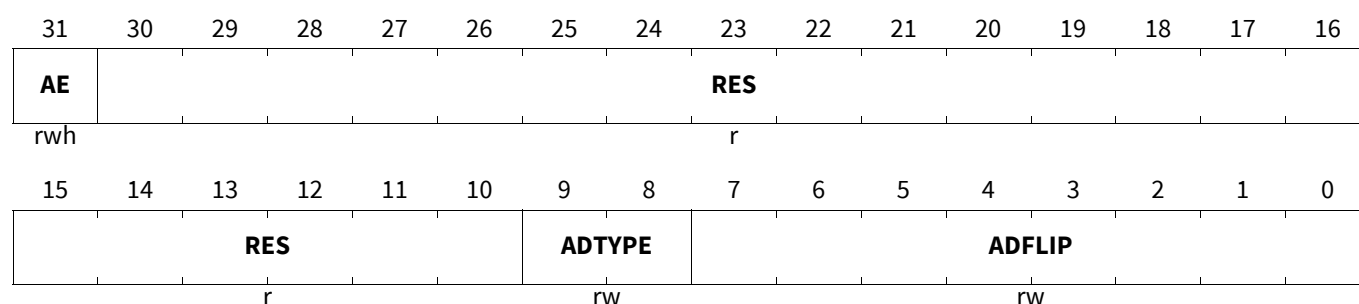 31 30 29 28 27 26 25 24 23 22 21 20 19 18 17 16
AE RES
rwh r
15 14 13 12 11 10 9 8 7 6 5 4 3 2 1 0
RES ADTYPE ADFLIP
r rw rw